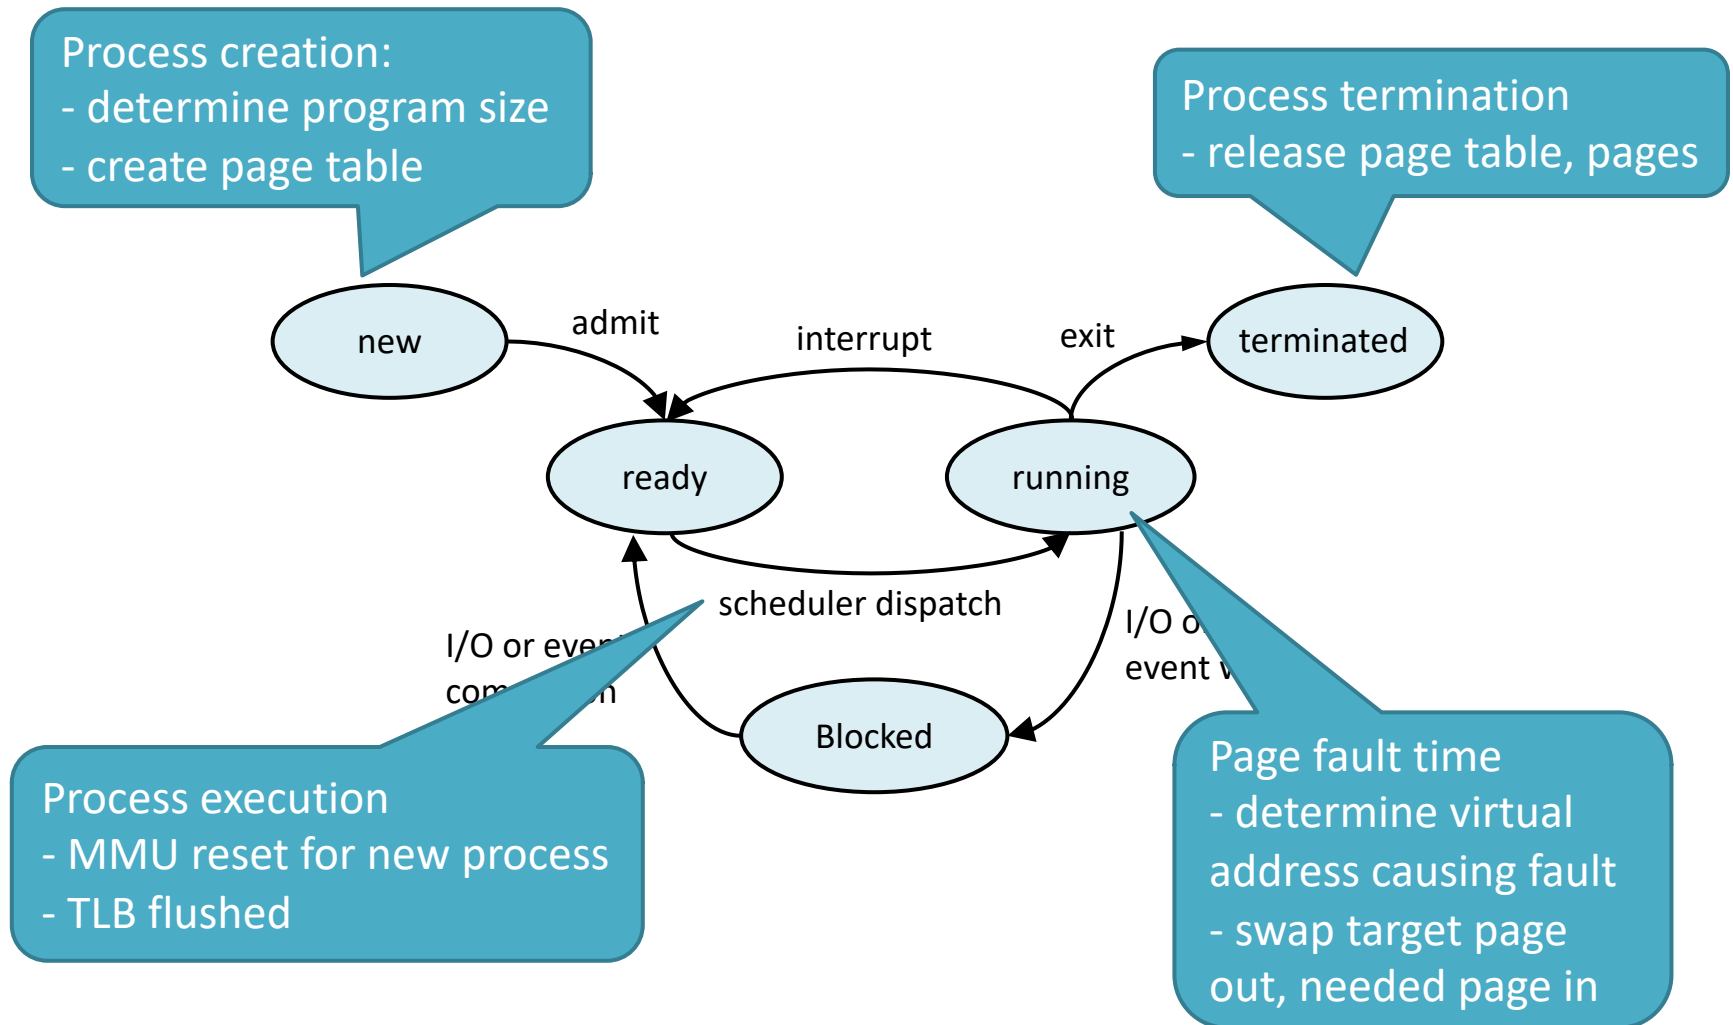 Process creation:
- determine program size
- create page table
Process termination
- release page table, pages
new
admit
interrupt
exit
terminated
ready
running
scheduler dispatch
I/O or
com
I/O
event
Blocked
Process execution
- MMU reset for new process
- TLB flushed
Page fault time
- determine virtual
address causing fault
- swap target page
out, needed page in